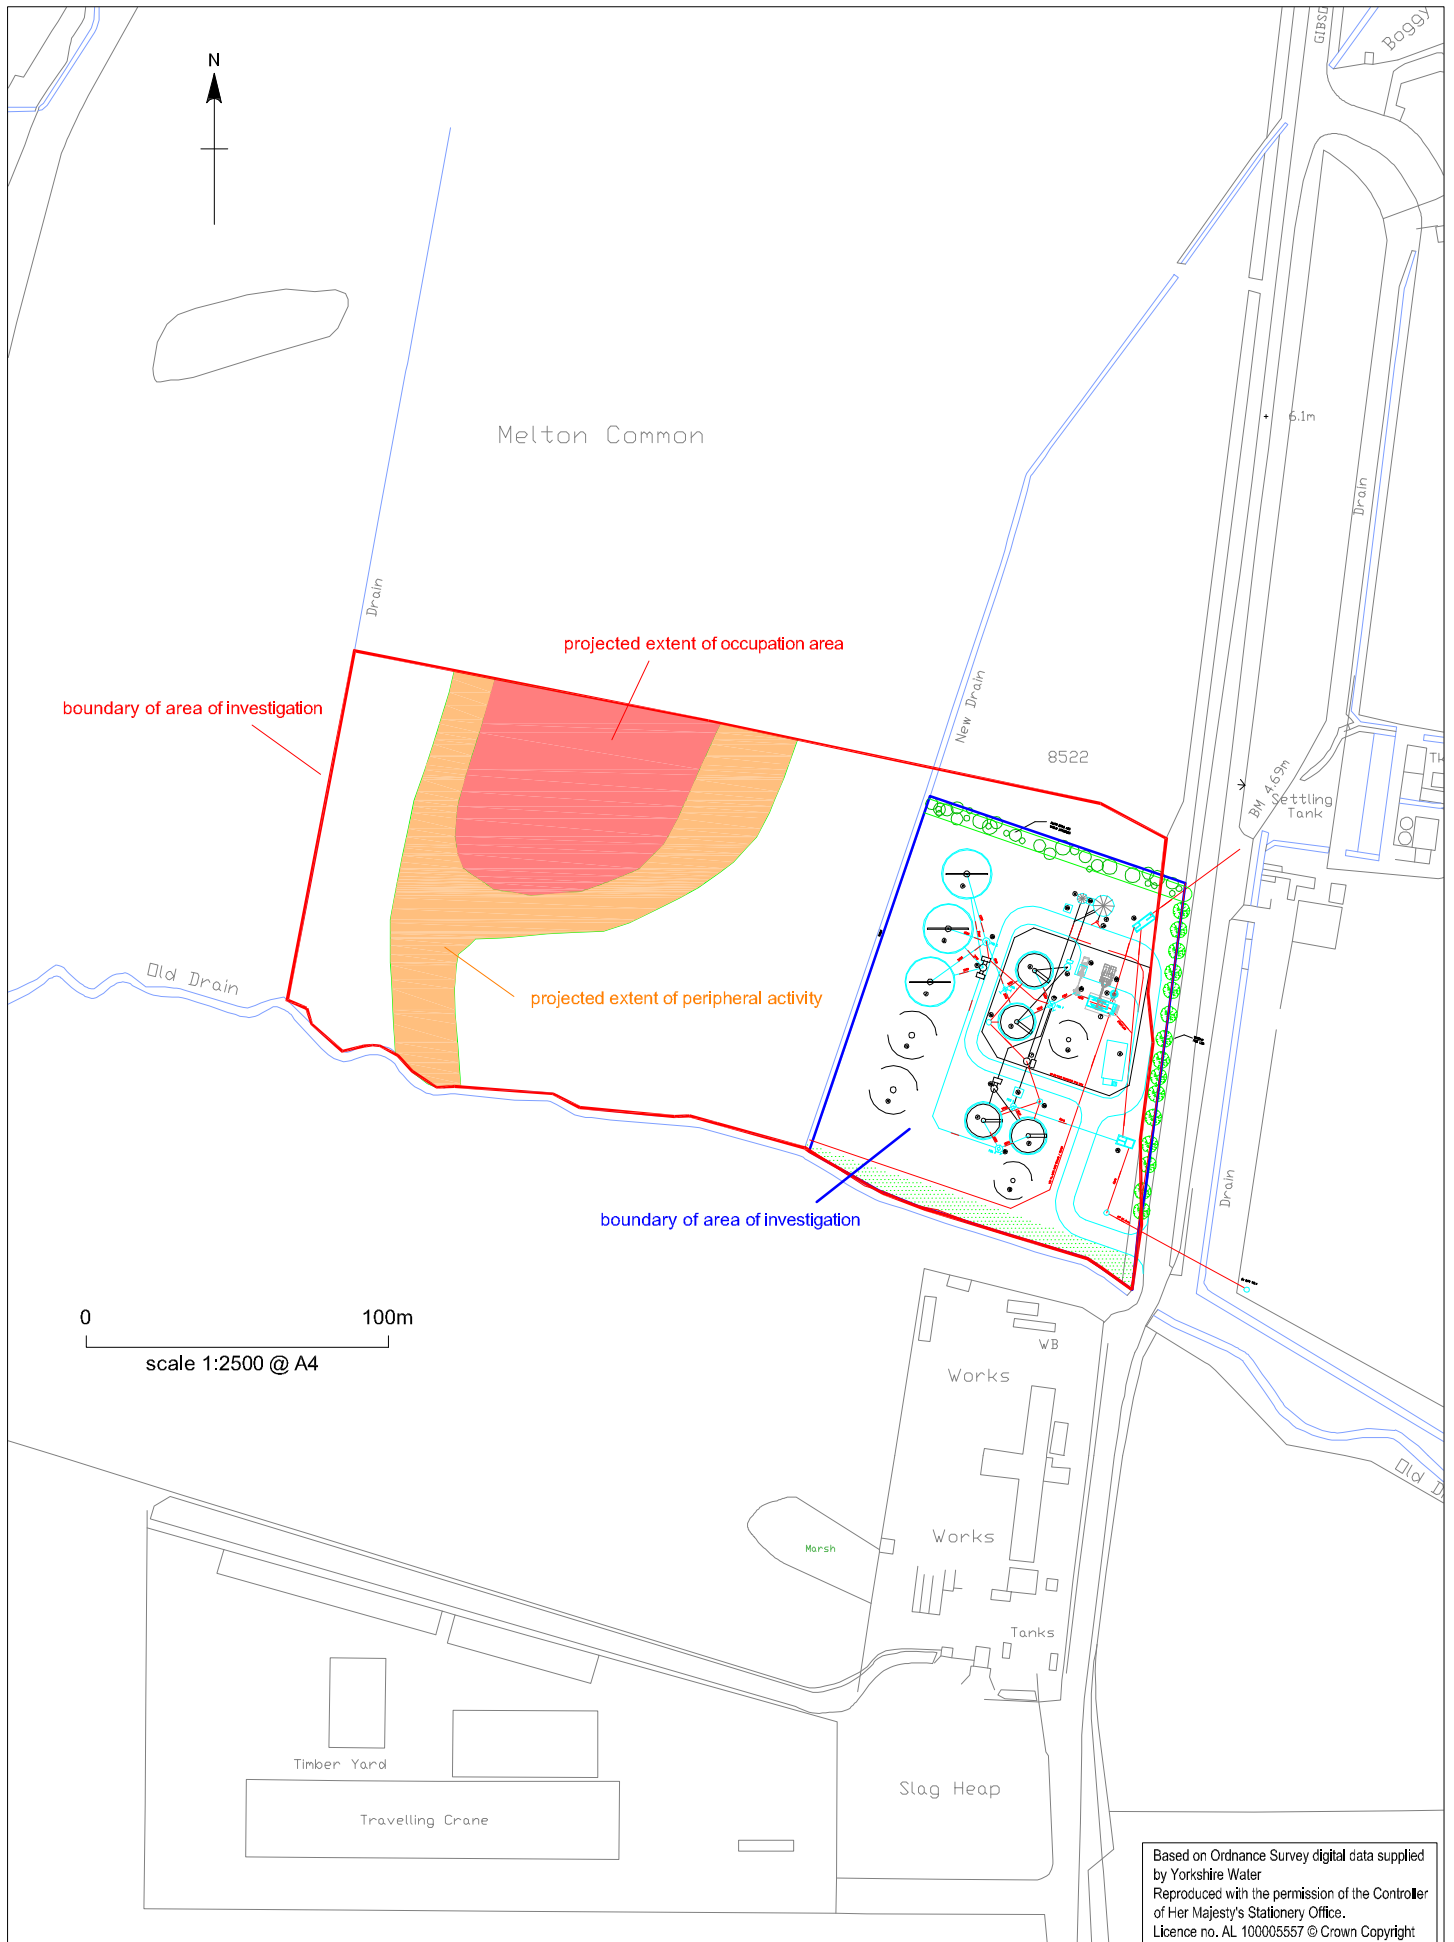 GIBSO
Boggy
N
Melton Common
6.1m
Drain
Drain
projected extent of occupation area
boundary of area of investigation
New Drain
8522
BM 4.69m
Settling
Tank
Old Drain
projected extent of peripheral activity
boundary of area of investigation
Drain
0 100m
scale 1:2500 @ A4
WB
Works
Old D
Works
Marsh
Tanks
Timber Yard
Slag Heap
Travelling Crane
Based on Ordnance Survey digital data supplied
by Yorkshire Water
Reproduced with the permission of the Controller
of Her Majesty's Stationery Office.
Licence no. AL 100005557 © Crown Copyright